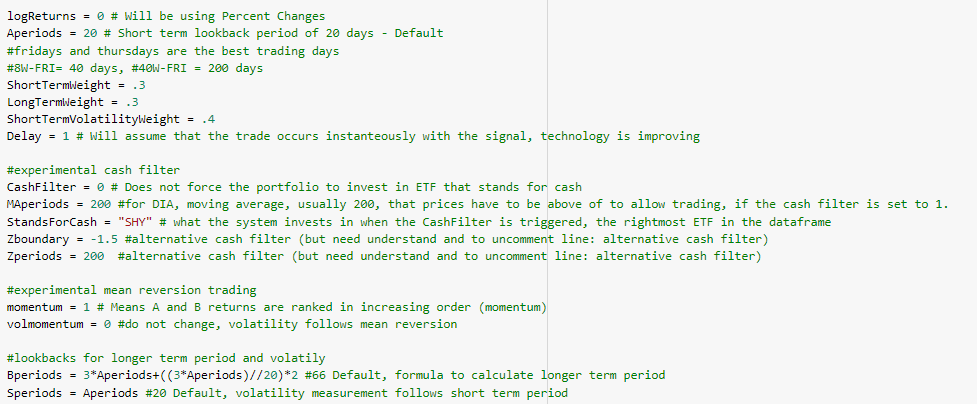 logReturns = 0 # Will be using Percent Changes
Aperiods = 20 # Short term lookback period of 20 days - Default
#fridays and thursdays are the best trading days
#8W-FRI= 40 days, #40W-FRI = 200 days
ShortTermWeight = .3
LongTermWeight = .3
ShortTermVolatilityWeight = .4
Delay = 1 # Will assume that the trade occurs instanteously with the signal, technology is improving
#experimental cash filter
CashFilter = 0 # Does not force the portfolio to invest in ETF that stands for cash
MAperiods = 200 #for DIA, moving average, usually 200, that prices have to be above of to allow trading, if the cash filter is set to 1.
StandsForCash = "SHY" # what the system invests in when the CashFilter is triggered, the rightmost ETF in the dataframe
Zboundary = -1.5 #alternative cash filter (but need understand and to uncomment line: alternative cash filter)
Zperiods = 200  #alternative cash filter (but need understand and to uncomment line: alternative cash filter)
#experimental mean reversion trading
momentum = 1 # Means A and B returns are ranked in increasing order (momentum)
volmomentum = 0 #do not change, volatility follows mean reversion
#lookbacks for longer term period and volatily
Bperiods = 3*Aperiods+((3*Aperiods)//20)*2 #66 Default, formula to calculate longer term period
Speriods = Aperiods #20 Default, volatility measurement follows short term period